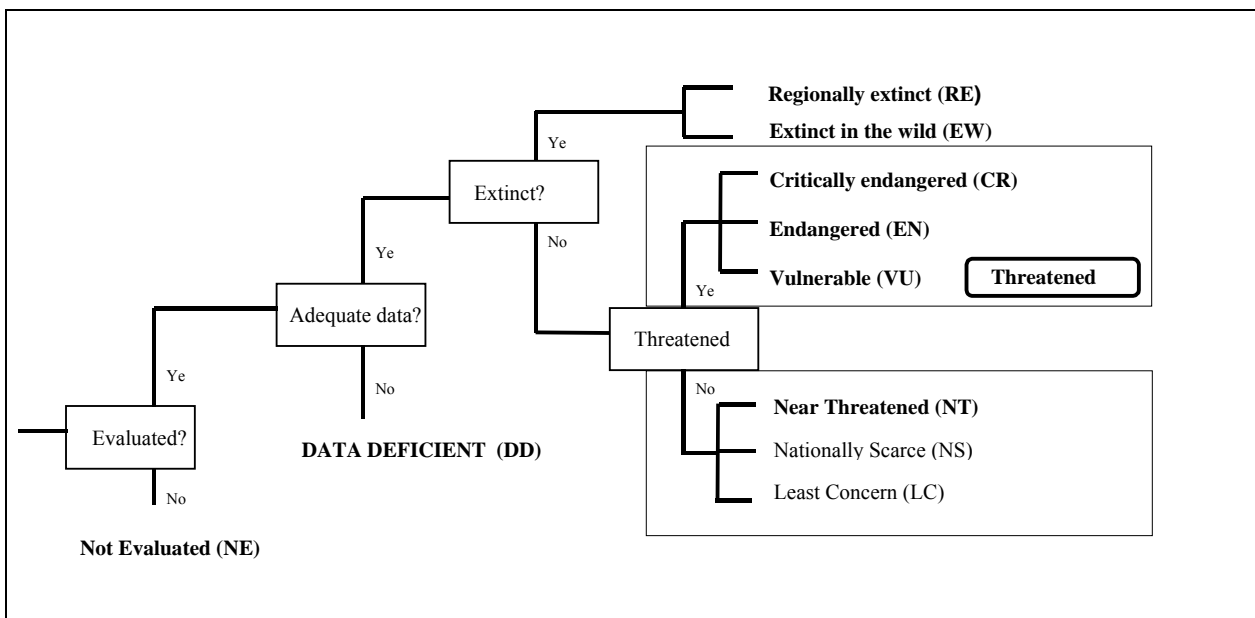 Regionally extinct (RE)
Ye
Extinct in the wild (EW)
Critically endangered (CR)
Extinct?
Endangered (EN)
No
Ye
Vulnerable (VU)
Threatened
Ye
Adequate data?
Threatened
Ye
No
No
Near Threatened (NT)
Evaluated?
DATA DEFICIENT (DD)
Nationally Scarce (NS)
Least Concern (LC)
No
Not Evaluated (NE)